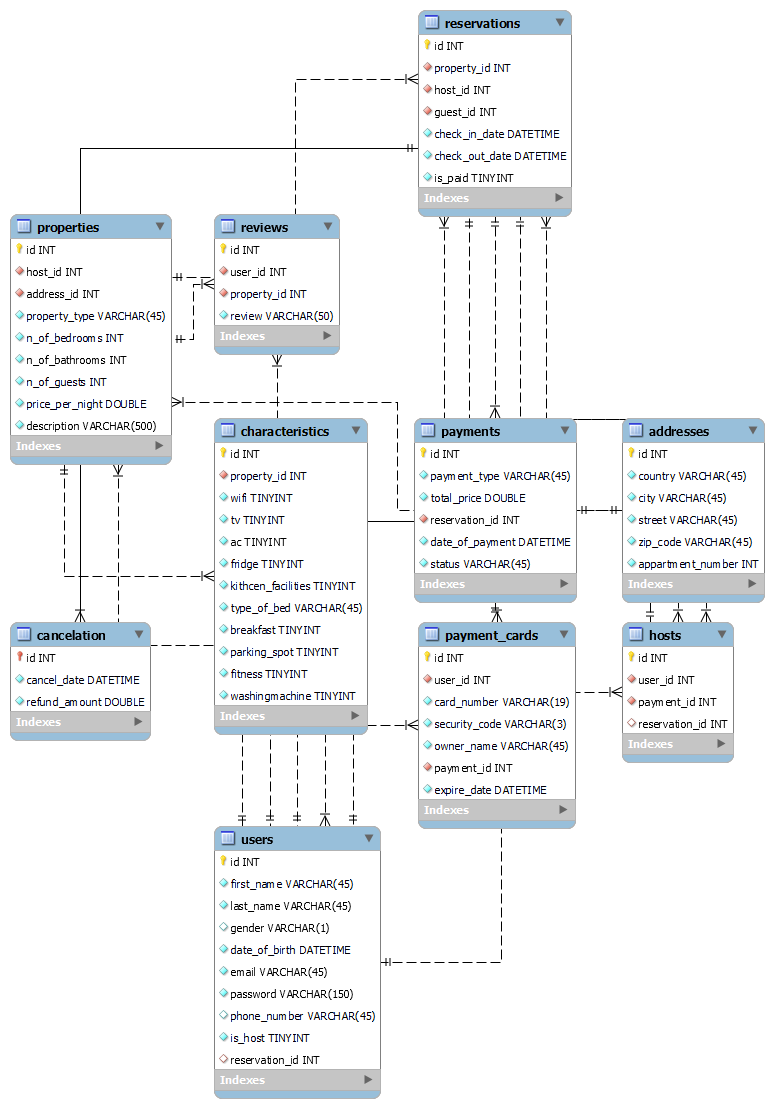 reservations
id INT
property_id INT
host_id INT
guest_id INT
check_in_date DATETIME
check_out_date DATETIME
is_paid TINYINT
Indexes
properties
id INT
host_id INT
address_id INT
property_type VARCHAR(45)
n_of_bedrooms INT
n_of_bathrooms INT
n_of_guests INT
price_per_night DOUBLE
description VARCHAR(500)
Indexes
reviews
id INT
user_id INT
property_id INT
review VARCHAR(50)
Indexes
characteristics
id INT
property_id INT
wifi TINYINT
tv TINYINT
ac TINYINT
fridge TINYINT
kithcen_facilities TINYINT
type_of_bed VARCHAR(45)
breakfast TINYINT
parking_spot TINYINT
fitness TINYINT
washingmachine TINYINT
Indexes
payments
id INT
payment_type VARCHAR(45)
total_price DOUBLE
reservation_id INT
date_of_payment DATETIME
status VARCHAR(45)
Indexes
addresses
id INT
country VARCHAR(45)
city VARCHAR(45)
street VARCHAR(45)
zip_code VARCHAR(45)
appartment_number INT
Indexes
cancelation
id INT
cancel_date DATETIME
refund_amount DOUBLE
Indexes
payment_cards
id INT
user_id INT
card_number VARCHAR(19)
security_code VARCHAR(3)
owner_name VARCHAR(45)
payment_id INT
expire_date DATETIME
Indexes
hosts
id INT
user_id INT
payment_id INT
reservation_id INT
Indexes
users
id INT
first_name VARCHAR(45)
last_name VARCHAR(45)
gender VARCHAR(1)
date_of_birth DATETIME
email VARCHAR(45)
password VARCHAR(150)
phone_number VARCHAR(45)
is_host TINYINT
reservation_id INT
Indexes